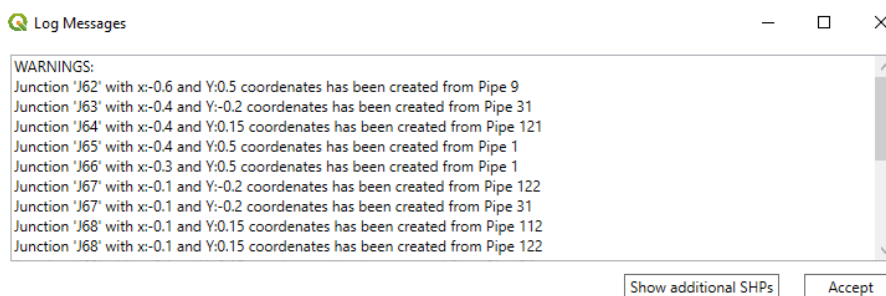 Log Messages
WARNINGS:
Junction 'J62' with x:-0.6 and Y:0.5 coordenates has been created from Pipe 9
Junction 'J63' with x:-0.4 and Y:-0.2 coordenates has been created from Pipe 31
Junction 'J64' with x:-0.4 and Y:0.15 coordenates has been created from Pipe 121
Junction 'J65' with x:-0.4 and Y:0.5 coordenates has been created from Pipe 1
Junction 'J66' with x:-0.3 and Y:0.5 coordenates has been created from Pipe 1
Junction 'J67' with x:-0.1 and Y:-0.2 coordenates has been created from Pipe 122
Junction 'J67' with x:-0.1 and Y:-0.2 coordenates has been created from Pipe 31
Junction 'J68' with x:-0.1 and Y:0.15 coordenates has been created from Pipe 112
Junction 'J68' with x:-0.1 and Y:0.15 coordenates has been created from Pipe 122
Show additional SHPs Accept